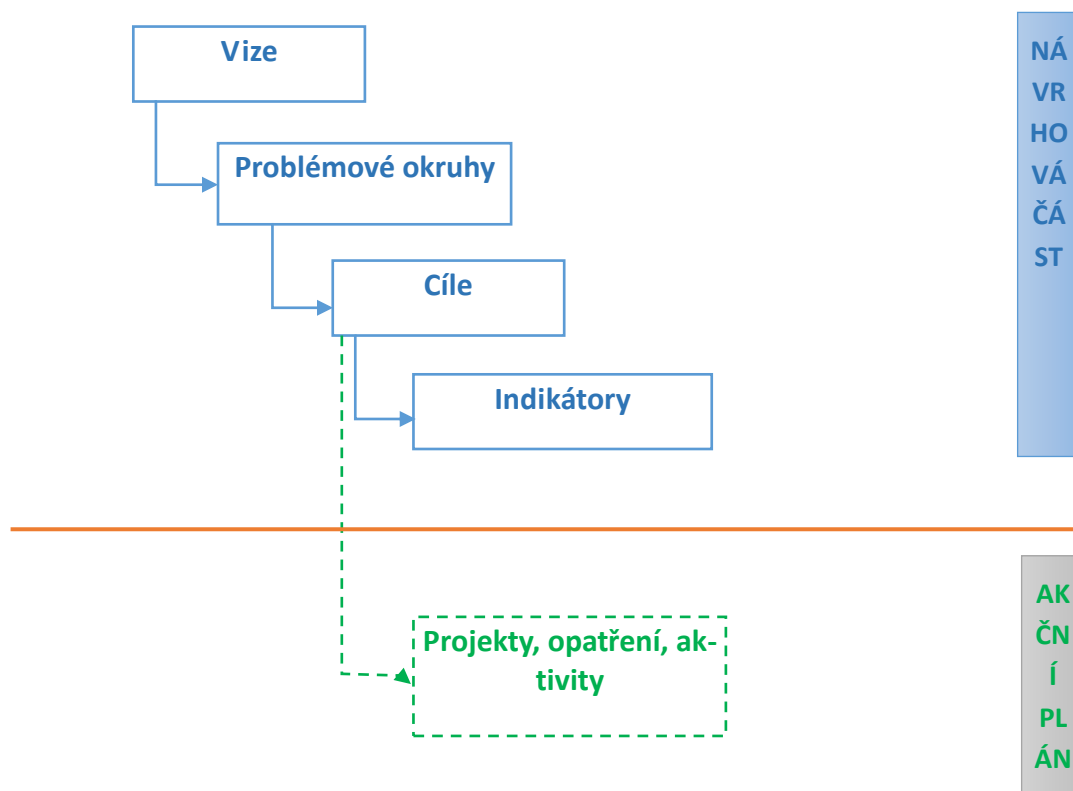 Vize
Problémové okruhy
Cíle
Indikátory
NÁ
VR
HO
VÁ
ČÁ
ST
Projekty, opatření, ak-
tivity
AK
ČN
Í
PL
ÁN